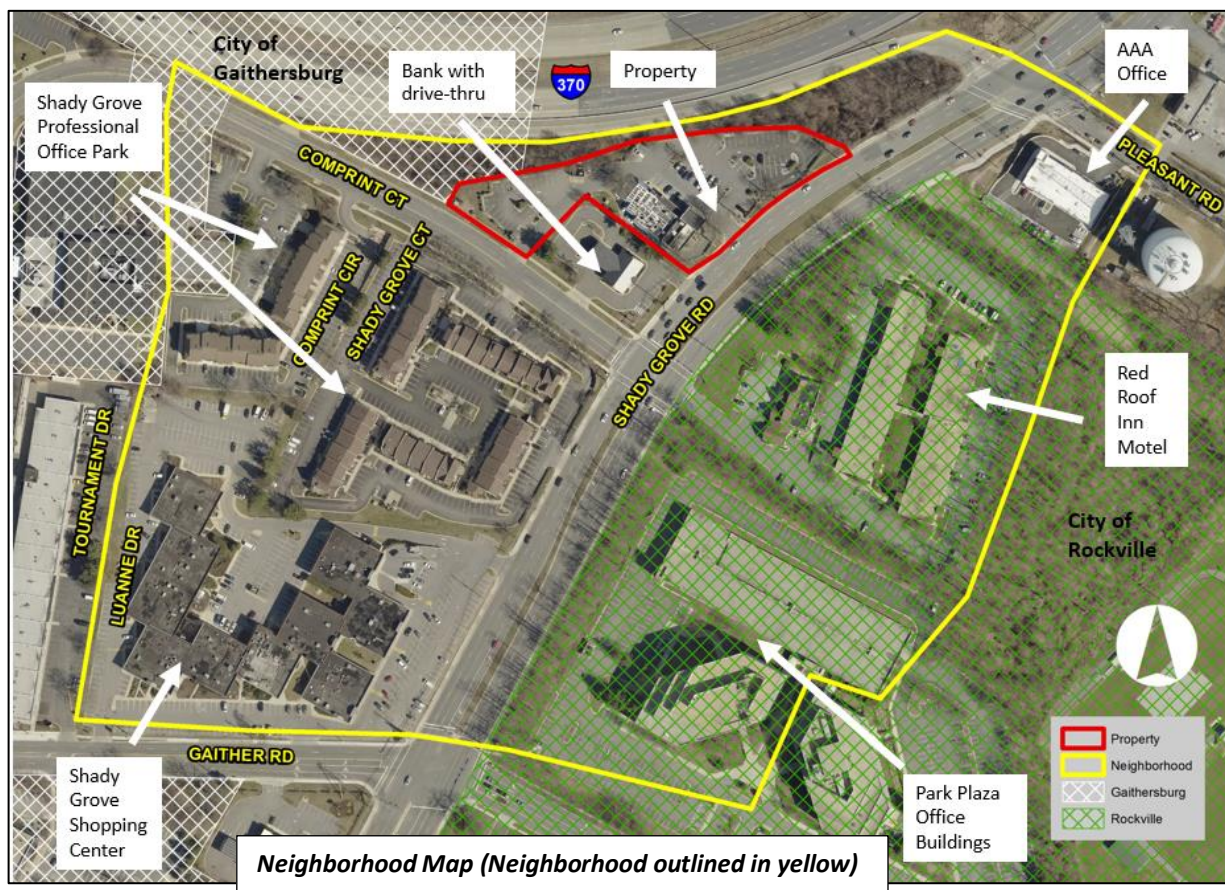 City of
Gaithersburg
Bank with
drive-thru
370
Property
AAA
Office
Shady Grove
Professional
Office Park
COMPRINT CT
PLEASANT RD
COMPRINT CIR
SHADY GROVE CT
SHADY GROVE RD
Red
Roof
Inn
Motel
TOURNAMENT DR
LUANNE DR
City of
Rockville
GAITHER RD
Shady
Grove
Shopping
Center
Park Plaza
Office
Buildings
Property
Neighborhood
Gaithersburg
Rockville
Neighborhood Map (Neighborhood outlined in yellow)